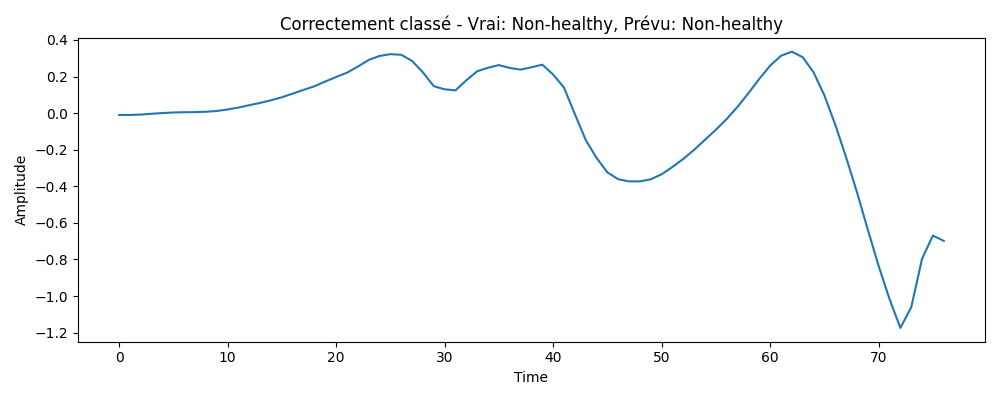 Correctement classé - Vrai: Non-healthy, Prévu: Non-healthy
0.4
0.2
0.0
−0.2
−0.4
−0.6
−0.8
−1.0
−1.2
Amplitude
0 10 20 30 40 50 60 70
Time